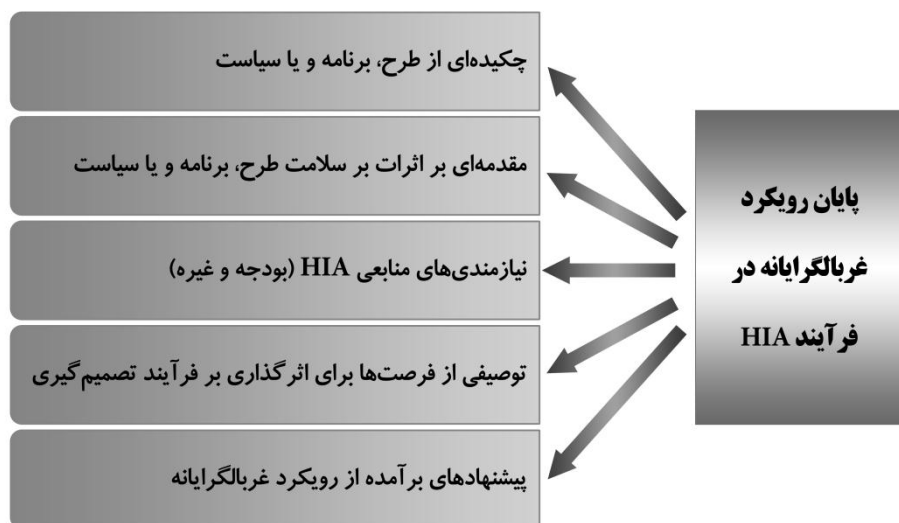 پایان رویکرد
غربالگرایانه در
فرآیند HIA
چکیده‌ای از طرح، برنامه و یا سیاست
مقدمه‌ای بر اثرات بر سلامت طرح، برنامه و یا سیاست
نیازمندی‌های منابعی HIA (بودجه و غیره)
توصیفی از فرصت‌ها برای اثرگذاری بر فرآیند تصمیم‌گیری
پیشنهادهای برآمده از رویکرد غربالگرایانه